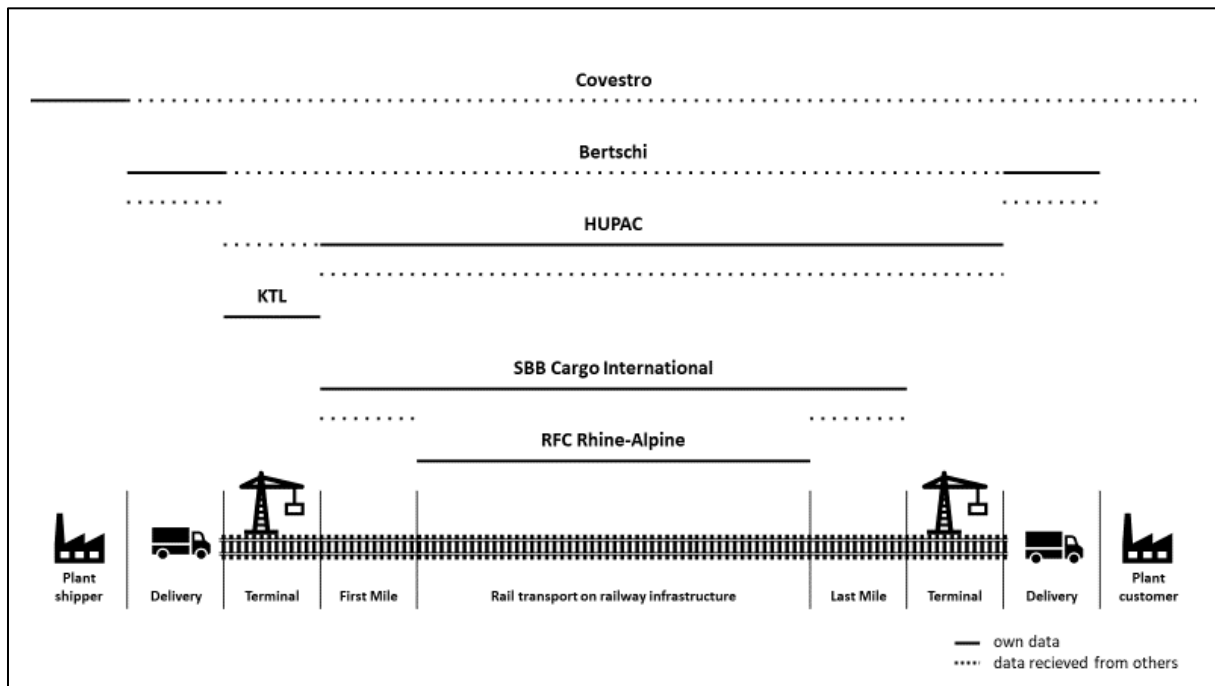 Covestro
Bertschi
HUPAC
KTL
SBB Cargo International
RFC Rhine-Alpine
Plant
shipper
Delivery
Terminal
First Mile
Rail transport on railway infrastructure
Last Mile
Terminal
Delivery
Plant
customer
own data
data recieved from others